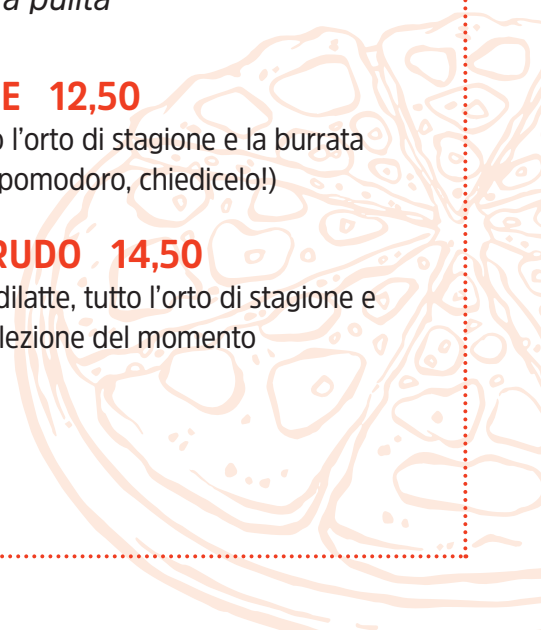 a pulita
E 12,50
o l'orto di stagione e la burrata
pomodoro, chiedicelo!)
RUDO 14,50
dilatte, tutto l'orto di stagione e
lezione del momento